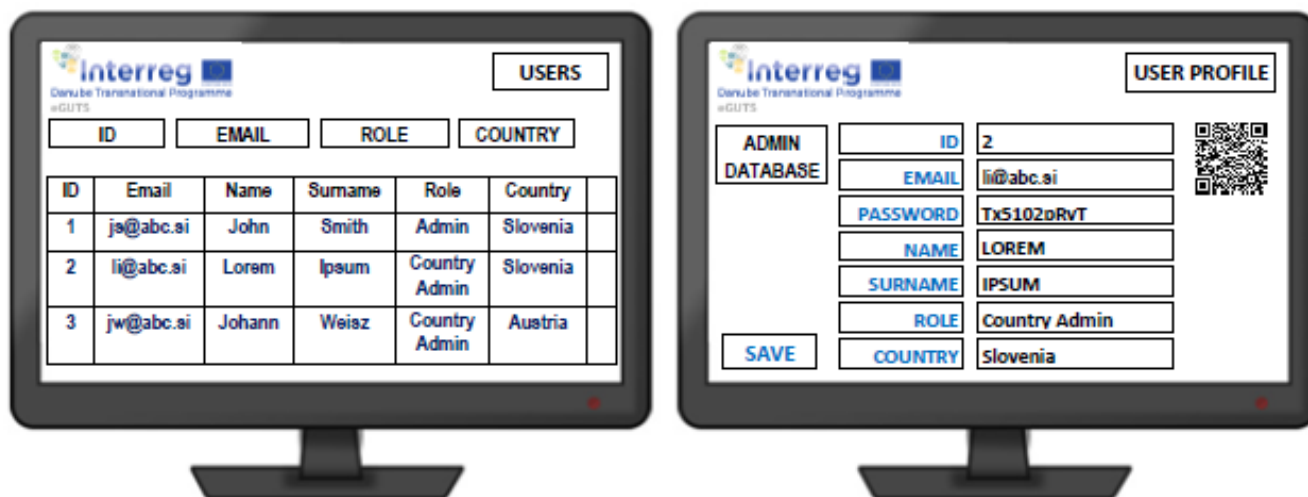 Interreg
Danube Transnational Programme
eGUTS
USERS
ID EMAIL ROLE COUNTRY
ID Email Name Surname Role Country
1 js@abc.si John Smith Admin Slovenia
2 li@abc.si Lorem Ipsum Country Admin Slovenia
3 jw@abc.si Johann Weisz Country Admin Austria
Interreg
Danube Transnational Programme
eGUTS
USER PROFILE
ADMIN
DATABASE
ID 2
EMAIL li@abc.si
PASSWORD Tx5102pRvT
NAME LOREM
SURNAME IPSUM
ROLE Country Admin
SAVE
COUNTRY Slovenia